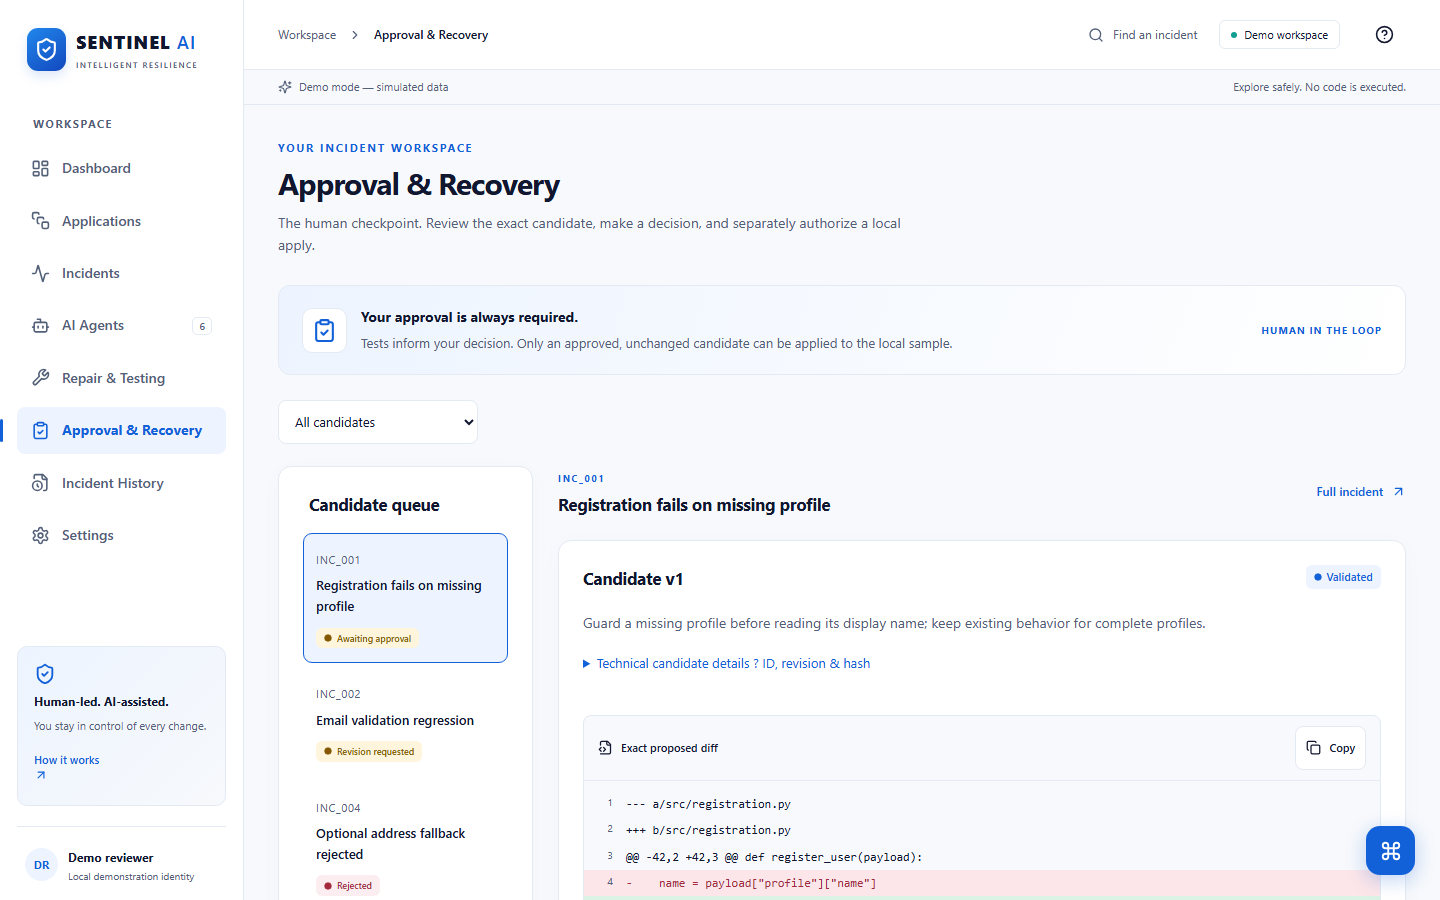 SENTINEL AI
INTELLIGENT RESILIENCE
WORKSPACE
Dashboard
Applications
Incidents
AI Agents 6
Repair & Testing
Approval & Recovery
Incident History
Settings
Human-led. AI-assisted.
You stay in control of every change.
How it works
DR
Demo reviewer
Local demonstration identity
Workspace > Approval & Recovery
Find an incident
Demo workspace
Demo mode — simulated data
Explore safely. No code is executed.
YOUR INCIDENT WORKSPACE
Approval & Recovery
The human checkpoint. Review the exact candidate, make a decision, and separately authorize a local
apply.
Your approval is always required.
Tests inform your decision. Only an approved, unchanged candidate can be applied to the local sample.
HUMAN IN THE LOOP
All candidates
Candidate queue
INC_001
Registration fails on missing
profile
Awaiting approval
INC_002
Email validation regression
Revision requested
INC_004
Optional address fallback
rejected
Rejected
INC_001
Registration fails on missing profile
Full incident
Candidate v1
Validated
Guard a missing profile before reading its display name; keep existing behavior for complete profiles.
Technical candidate details ? ID, revision & hash
Exact proposed diff
Copy
1 --- a/src/registration.py
2 +++ b/src/registration.py
3 @@ -42,2 +42,3 @@ def register_user(payload):
4 -    name = payload["profile"]["name"]